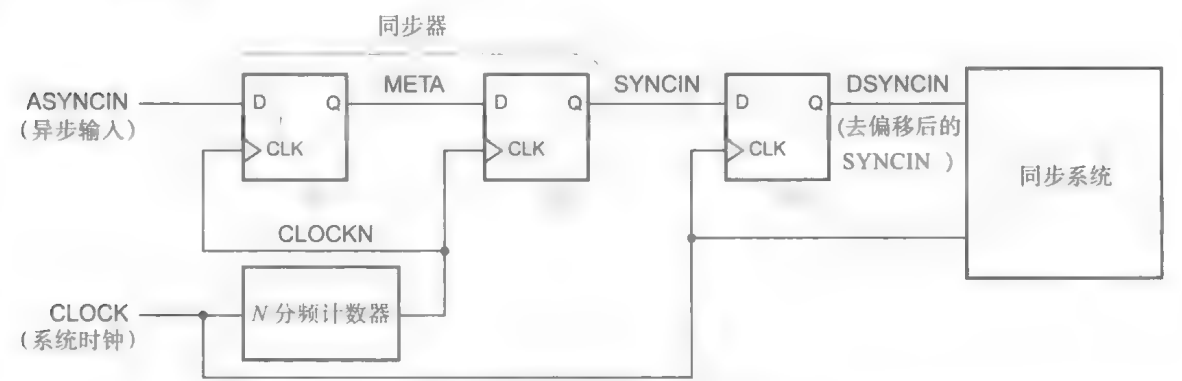 同步器
ASYNCIN
(异步输入)
D
Q
CLK
META
D
Q
CLK
SYNCIN
D
Q
CLK
DSYNCIN
(去偏移后的
SYNCIN )
同步系统
CLOCKN
CLOCK
(系统时钟)
N 分频计数器